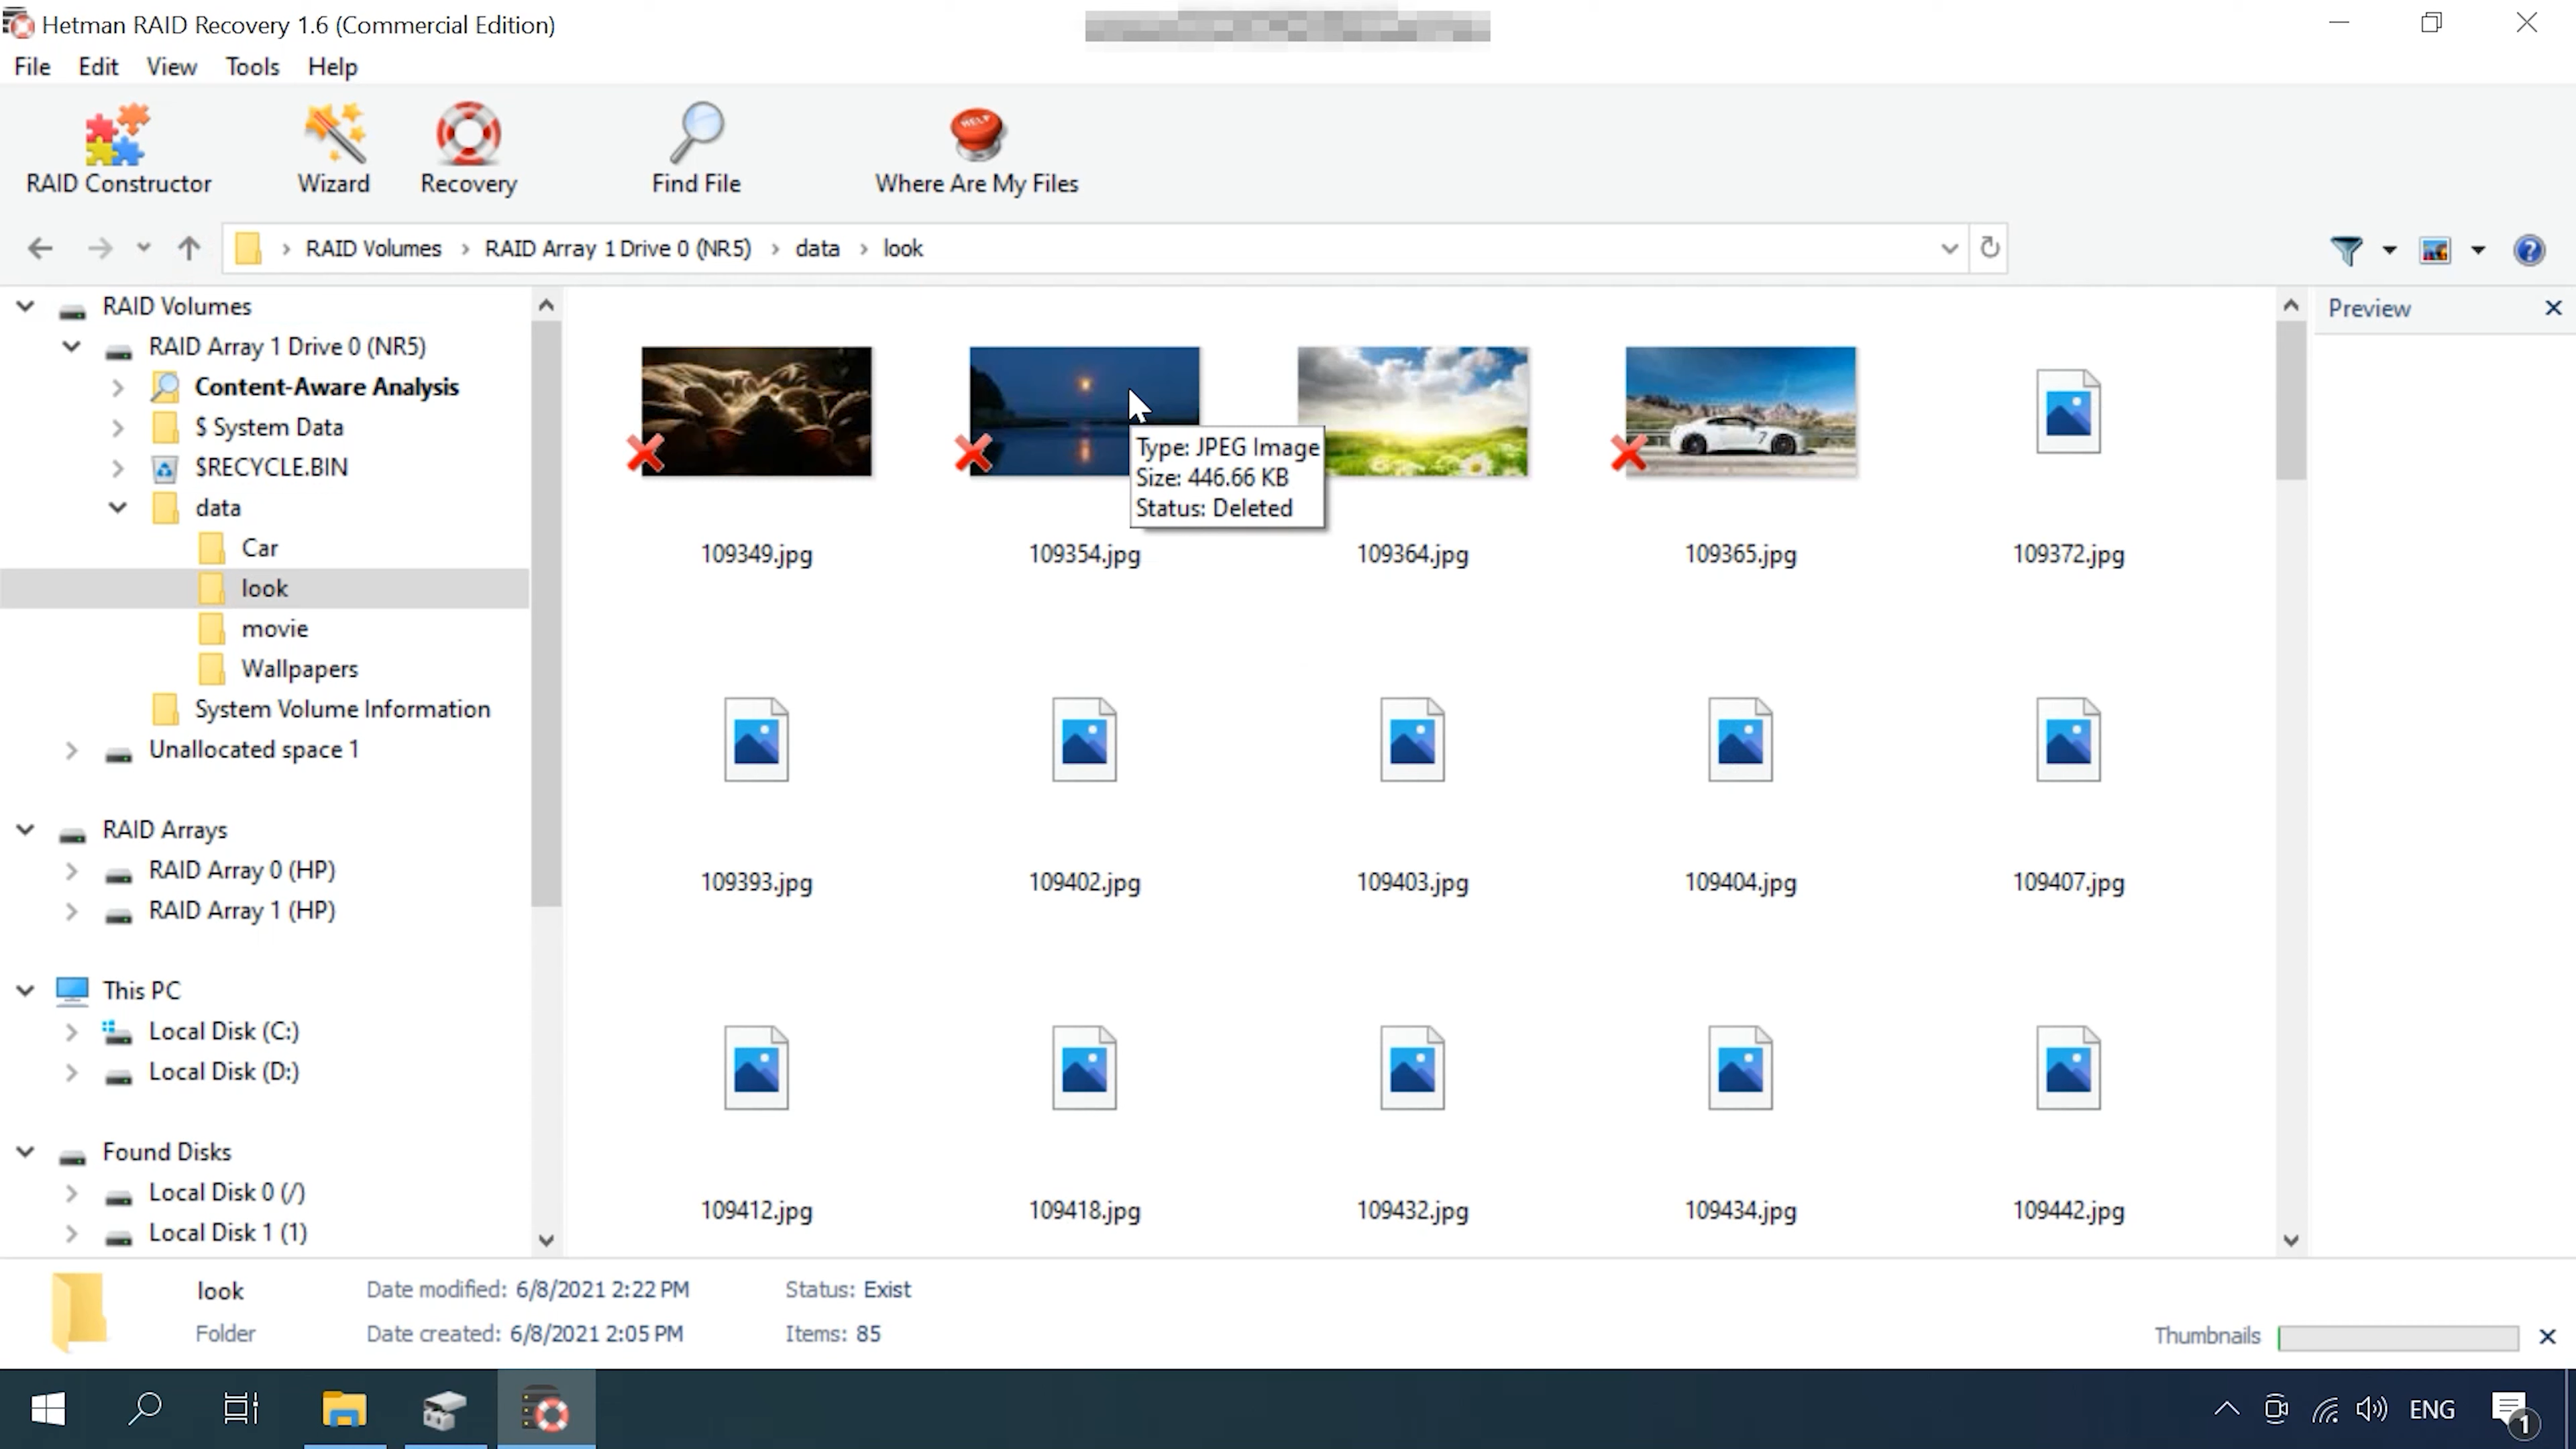 Hetman RAID Recovery 1.6 (Commercial Edition)
File Edit View Tools Help
HELP
RAID Constructor Wizard Recovery Find File Where Are My Files
RAID Volumes RAID Array 1 Drive 0 (NR5) data look
RAID Volumes
RAID Array 1 Drive 0 (NR5)
Content-Aware Analysis
$ System Data
$RECYCLE.BIN
data
Car
look
movie
Wallpapers
System Volume Information
Unallocated space 1
RAID Arrays
RAID Array 0 (HP)
RAID Array 1 (HP)
This PC
Local Disk (C:)
Local Disk (D:)
Found Disks
Local Disk 0 (/)
Local Disk 1 (1)
Type: JPEG Image
Size: 446.66 KB
Status: Deleted
109349.jpg 109354.jpg 109364.jpg 109365.jpg 109372.jpg
109393.jpg 109402.jpg 109403.jpg 109404.jpg 109407.jpg
109412.jpg 109418.jpg 109432.jpg 109434.jpg 109442.jpg
Preview
look Date modified: 6/8/2021 2:22 PM Status: Exist
Folder Date created: 6/8/2021 2:05 PM Items: 85
Thumbnails
ENG
1